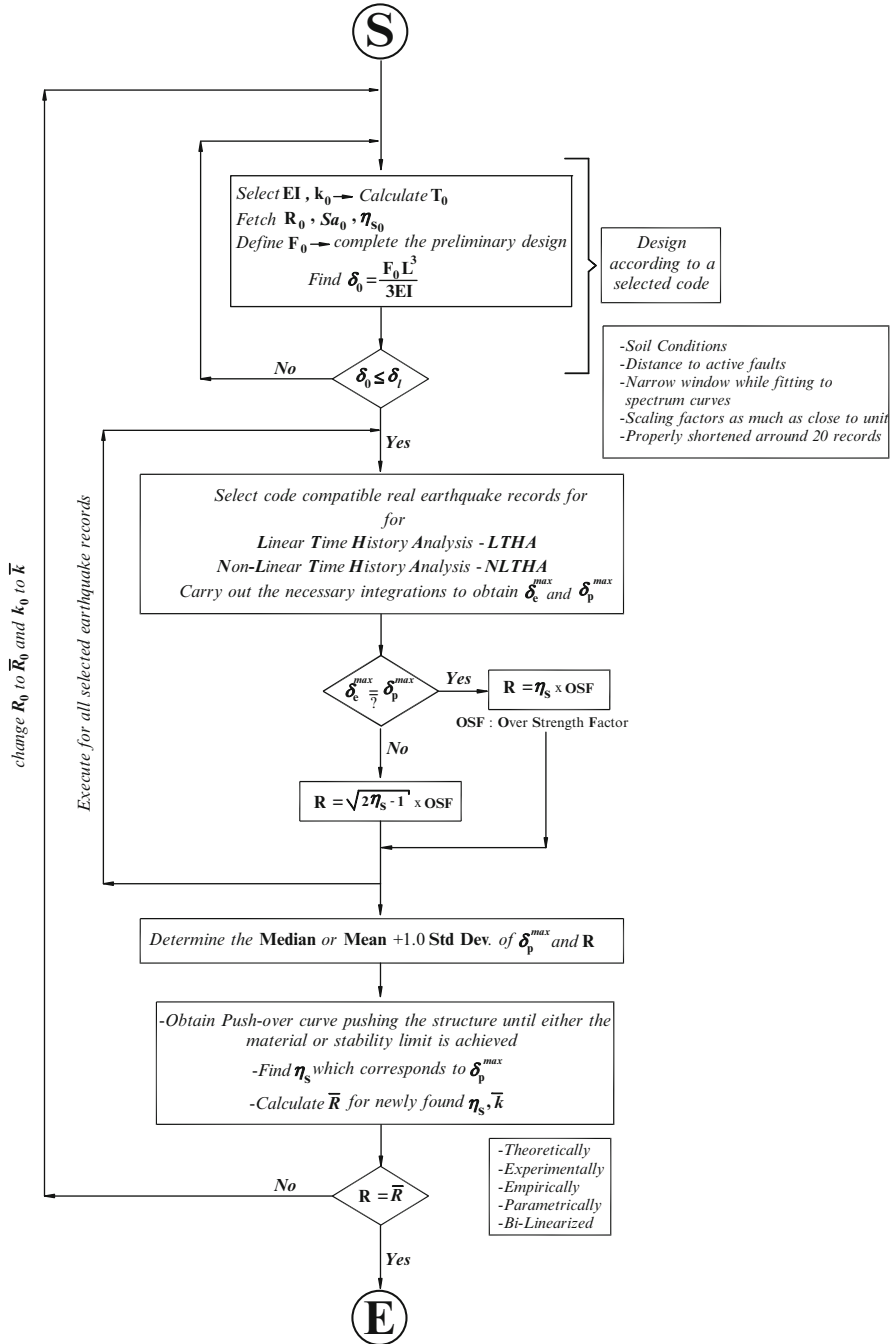 S
Select EI, k₀ → Calculate T₀
Fetch R₀, Sa₀, ηs₀
Define F₀ → complete the preliminary design
Find δ₀ = F₀L³ / 3EI
Design
according to a
selected code
-Soil Conditions
-Distance to active faults
-Narrow window while fitting to
spectrum curves
-Scaling factors as much as close to unit
-Properly shortened arround 20 records
No
δ₀ ≤ δₗ
Yes
Select code compatible real earthquake records for
for
Linear Time History Analysis - LTHA
Non-Linear Time History Analysis - NLTHA
Carry out the necessary integrations to obtain δₑᵐᵃˣ and δₚᵐᵃˣ
δₑᵐᵃˣ =? δₚᵐᵃˣ
Yes
R = ηs x OSF
OSF : Over Strength Factor
No
R = √(2ηs - 1) x OSF
Execute for all selected earthquake records
change R₀ to R̅₀ and k₀ to k̅
Determine the Median or Mean +1.0 Std Dev. of δₚᵐᵃˣ and R
-Obtain Push-over curve pushing the structure until either the
material or stability limit is achieved
-Find ηs which corresponds to δₚᵐᵃˣ
-Calculate R̅ for newly found ηs, k̅
-Theoretically
-Experimentally
-Empirically
-Parametrically
-Bi-Linearized
No
R = R̅
Yes
E